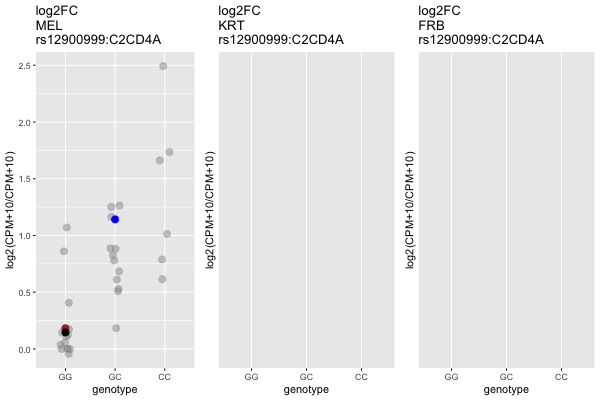 log2FC
MEL
rs12900999:C2CD4A
log2(CPM+10/CPM+10)
2.5
2.0
1.5
1.0
0.5
0.0
GG GC CC
genotype
log2FC
KRT
rs12900999:C2CD4A
log2(CPM+10/CPM+10)
GG GC CC
genotype
log2FC
FRB
rs12900999:C2CD4A
log2(CPM+10/CPM+10)
GG GC CC
genotype